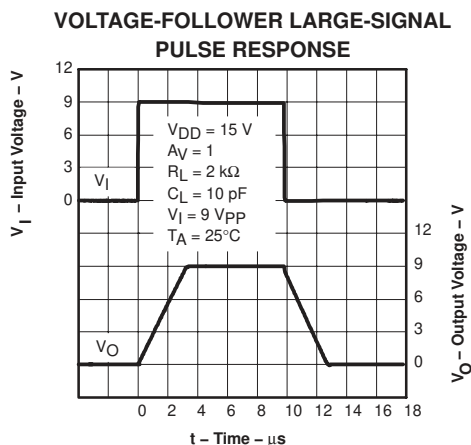 VOLTAGE-FOLLOWER LARGE-SIGNAL
PULSE RESPONSE
V_I – Input Voltage – V
12
9
6
3
0
V_I
V_DD = 15 V
A_V = 1
R_L = 2 kΩ
C_L = 10 pF
V_I = 9 V_PP
T_A = 25°C
12
9
6
3
0
V_O – Output Voltage – V
V_O
0 2 4 6 8 10 12 14 16 18
t – Time – μs